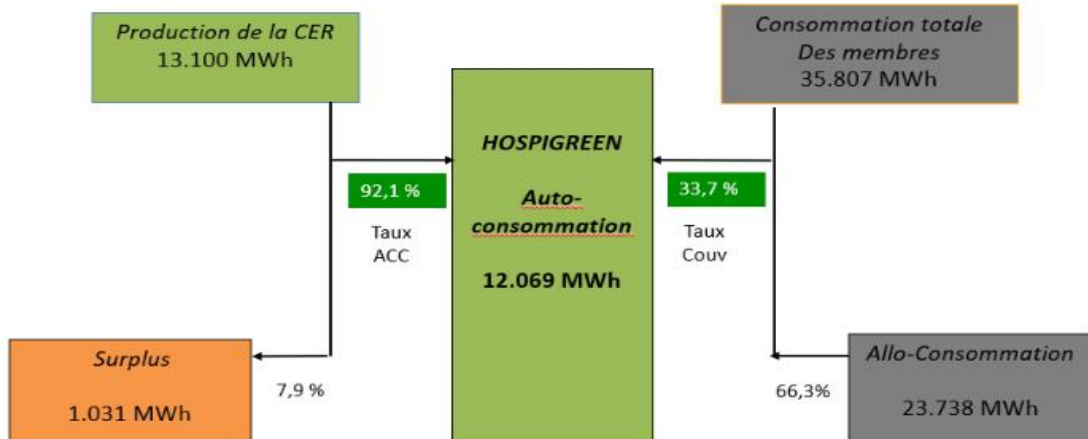 Production de la CER
13.100 MWh
Consommation totale
Des membres
35.807 MWh
HOSPIGREEN
Auto-
consommation
12.069 MWh
92,1 %
Taux
ACC
33,7 %
Taux
Couv
Surplus
1.031 MWh
7,9 %
66,3%
Allo-Consommation
23.738 MWh